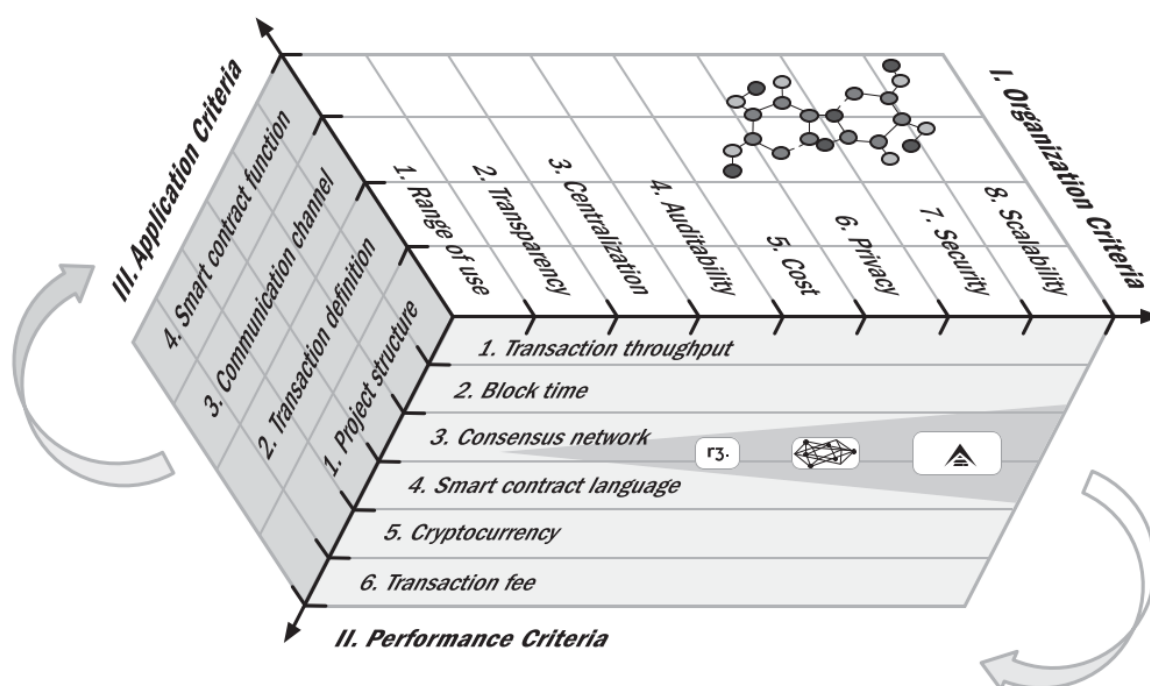 III. Application Criteria
4. Smart contract function
3. Communication channel
2. Transaction definition
1. Project structure
I. Organization Criteria
1. Range of use
2. Transparency
3. Centralization
4. Auditability
5. Cost
6. Privacy
7. Security
8. Scalability
1. Transaction throughput
2. Block time
3. Consensus network
r3.
4. Smart contract language
5. Cryptocurrency
6. Transaction fee
II. Performance Criteria